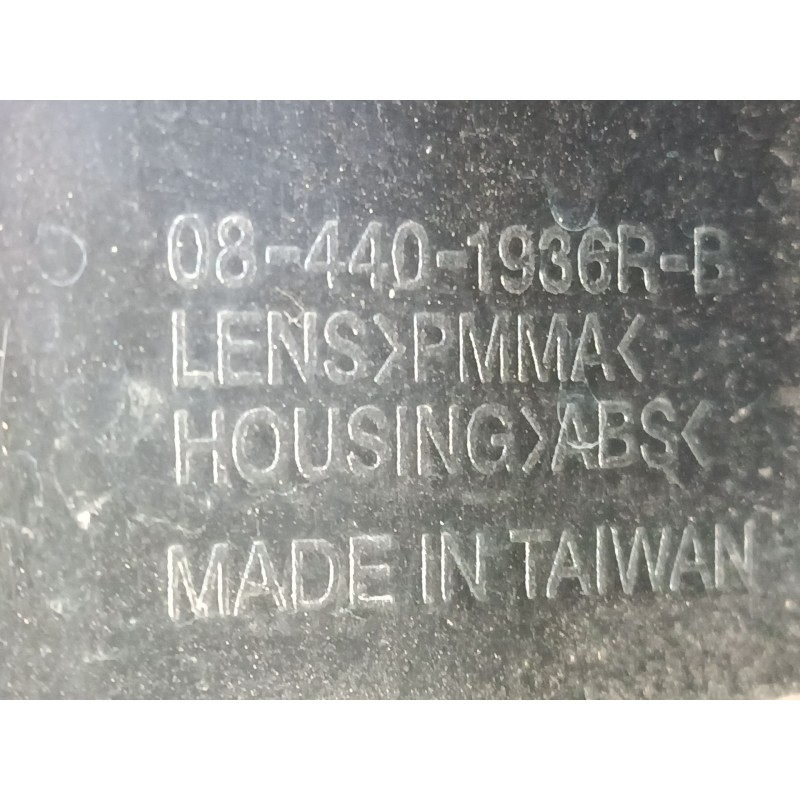 08-440-1936R-B
LENS>PMMA<
HOUSING>ABS<
MADE IN TAIWAN